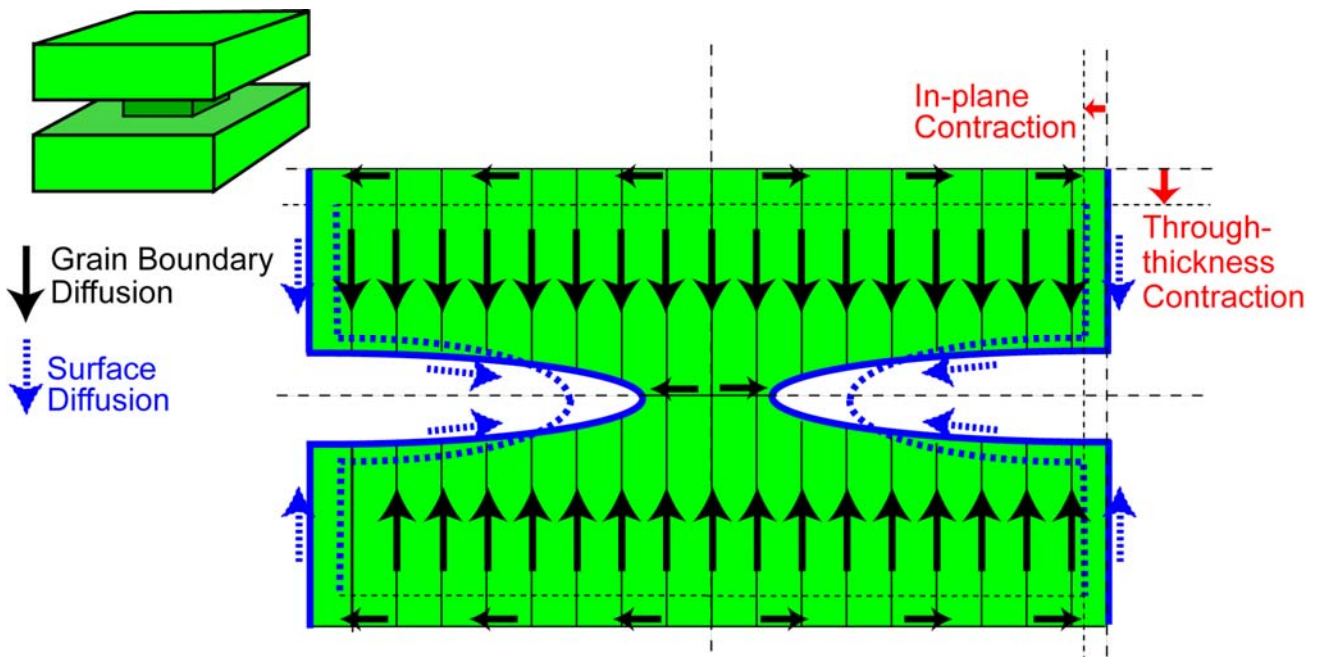 In-plane
Contraction
Grain Boundary
Diffusion
Surface
Diffusion
Through-
thickness
Contraction